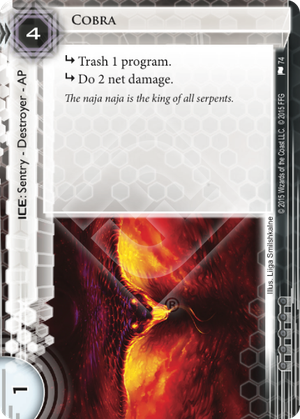 4
COBRA
↳ Trash 1 program.
↳ Do 2 net damage.
The naja naja is the king of all serpents.
ICE: Sentry - Destroyer - AP
74
© 2015 Wizards of the Coast LLC. © 2015 FFG
Illus. Liiga Smilshkalne
®
1